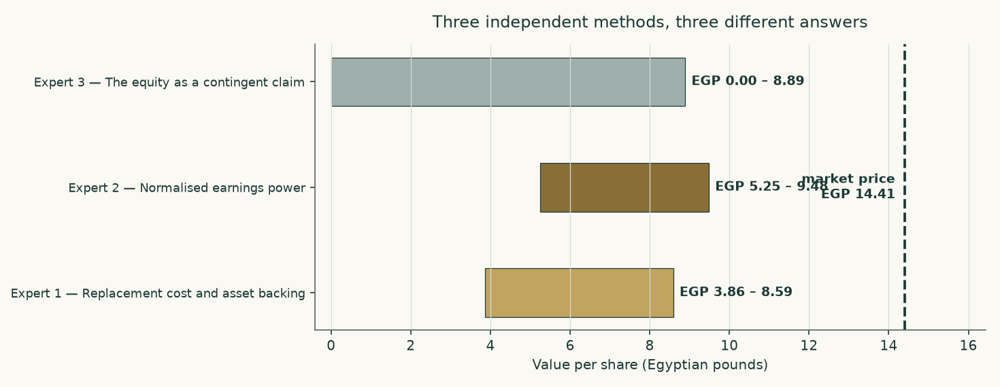 Three independent methods, three different answers
Expert 3 — The equity as a contingent claim
EGP 0.00 – 8.89
Expert 2 — Normalised earnings power
EGP 5.25 – 9.48
market price
EGP 14.41
Expert 1 — Replacement cost and asset backing
EGP 3.86 – 8.59
0 2 4 6 8 10 12 14 16
Value per share (Egyptian pounds)